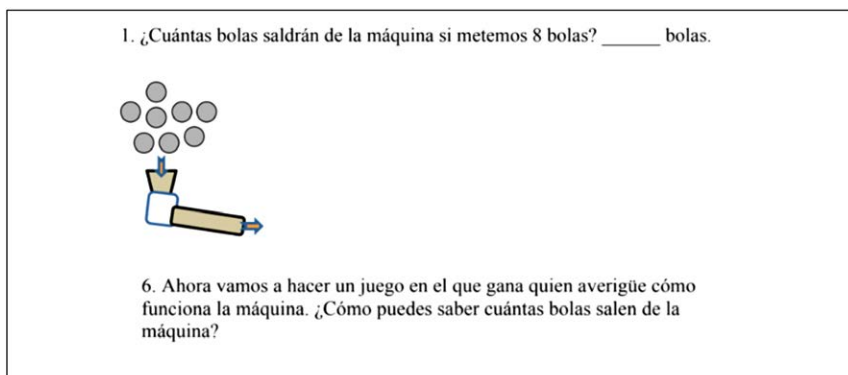 1. ¿Cuántas bolas saldrán de la máquina si metemos 8 bolas? ______ bolas.
6. Ahora vamos a hacer un juego en el que gana quien averigüe cómo
funciona la máquina. ¿Cómo puedes saber cuántas bolas salen de la
máquina?